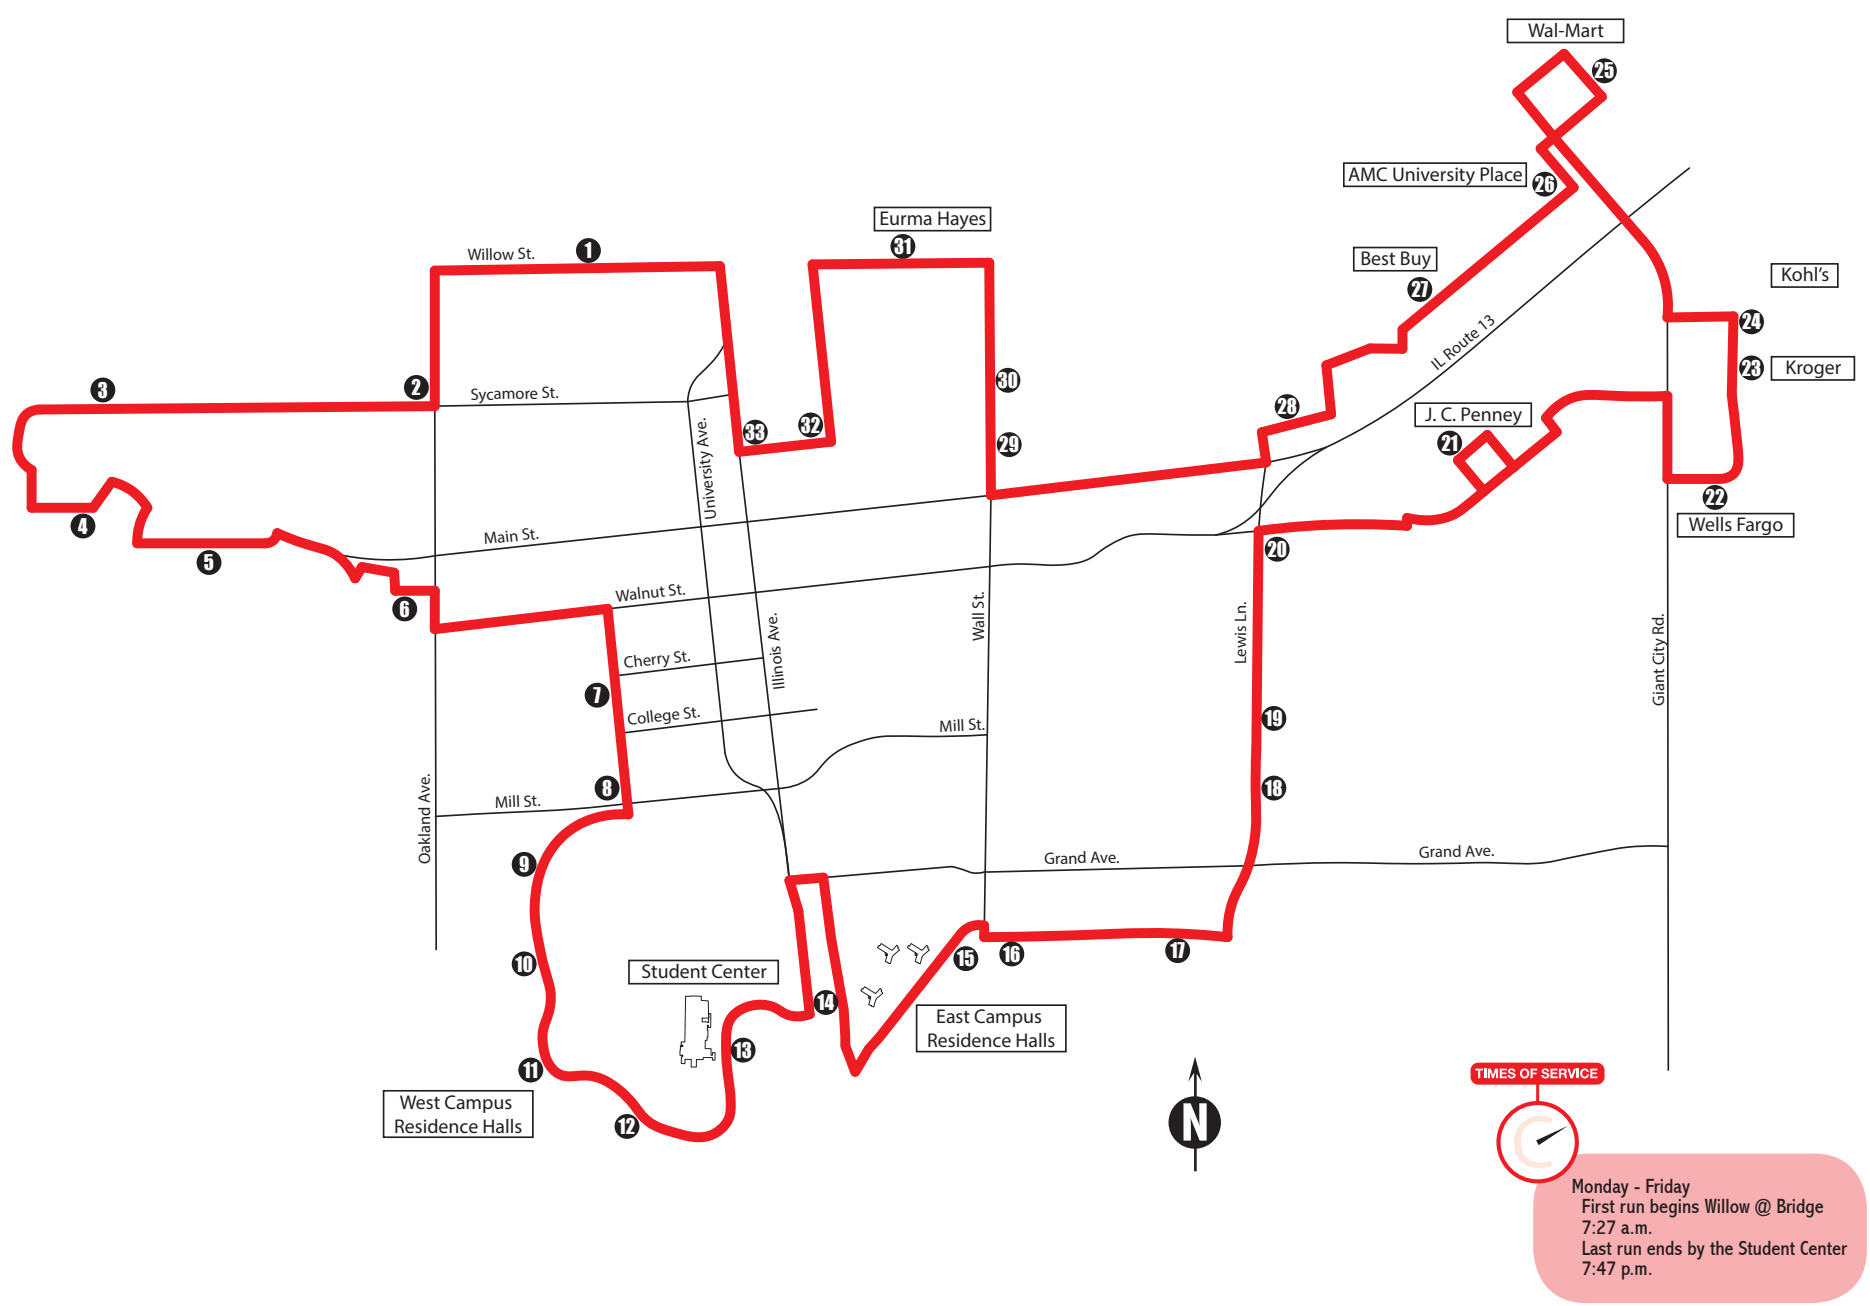 Wal-Mart
25
AMC University Place
26
Eurma Hayes
31
Willow St.
1
Best Buy
27
Kohl's
24
IL Route 13
Kroger
23
3
2
Sycamore St.
30
28
J. C. Penney
21
33
32
29
University Ave.
4
5
Main St.
22
Wells Fargo
20
6
Walnut St.
Wall St.
Illinois Ave.
Lewis Ln.
Giant City Rd.
Cherry St.
7
College St.
Mill St.
19
8
Mill St.
18
Oakland Ave.
9
Grand Ave.
Grand Ave.
10
Student Center
15
16
17
14
East Campus
Residence Halls
13
11
West Campus
Residence Halls
12
N
TIMES OF SERVICE
Monday - Friday
First run begins Willow @ Bridge
7:27 a.m.
Last run ends by the Student Center
7:47 p.m.